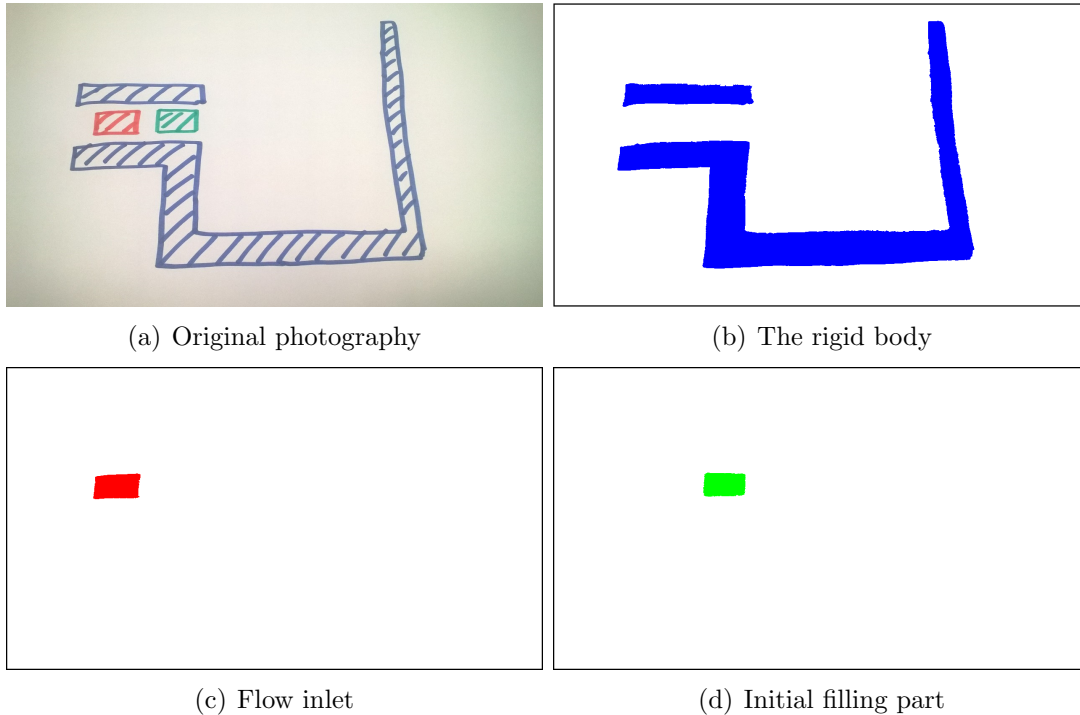 (a) Original photography
(b) The rigid body
(c) Flow inlet
(d) Initial filling part